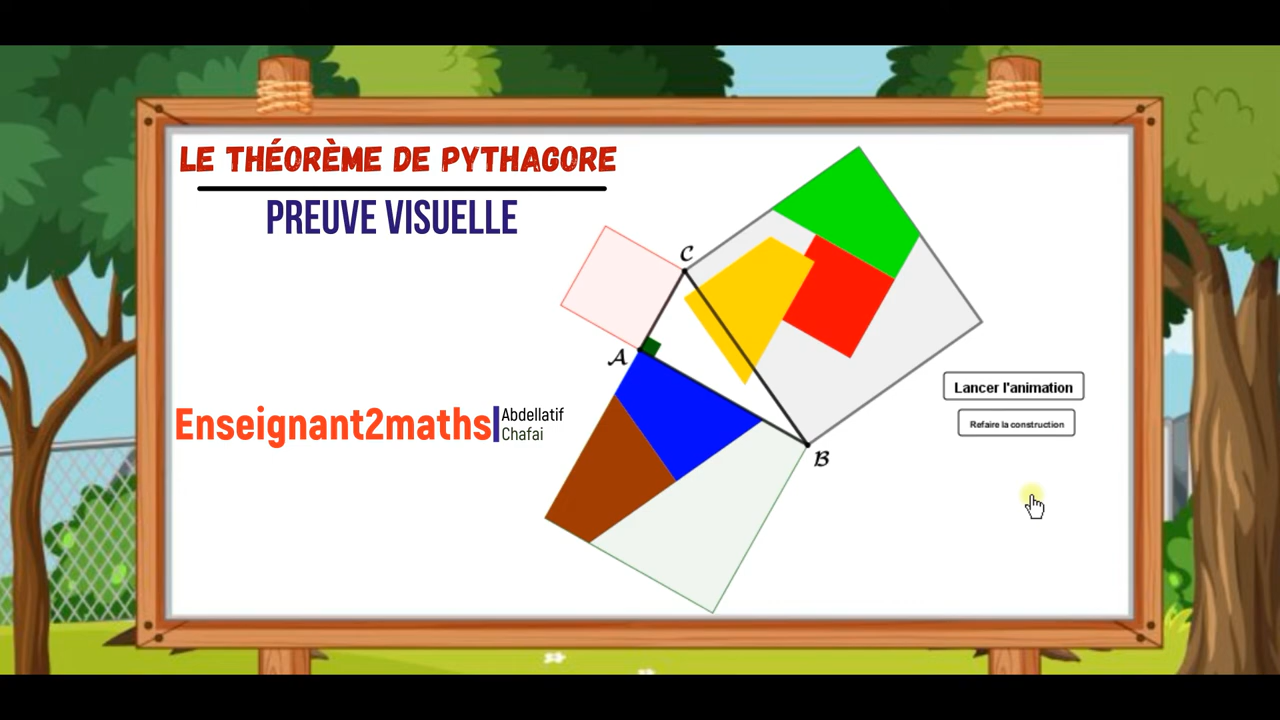 LE THÉORÈME DE PYTHAGORE
PREUVE VISUELLE
C
A
B
Lancer l'animation
Refaire la construction
Enseignant2maths
Abdellatif
Chafai